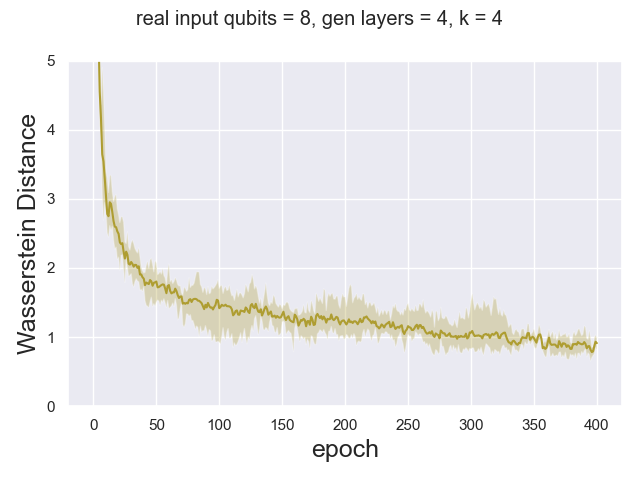 real input qubits = 8, gen layers = 4, k = 4
5
4
3
2
1
0
Wasserstein Distance
0 50 100 150 200 250 300 350 400
epoch